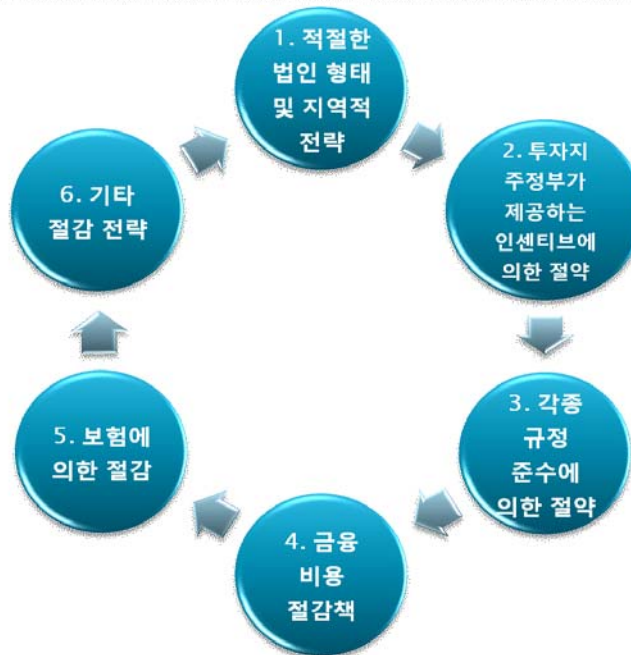 1. 적절한
법인 형태
및 지역적
전략
2. 투자지
주정부가
제공하는
인센티브에
의한 절약
3. 각종
규정
준수에
의한 절약
4. 금융
비용
절감책
5. 보험에
의한 절감
6. 기타
절감 전략